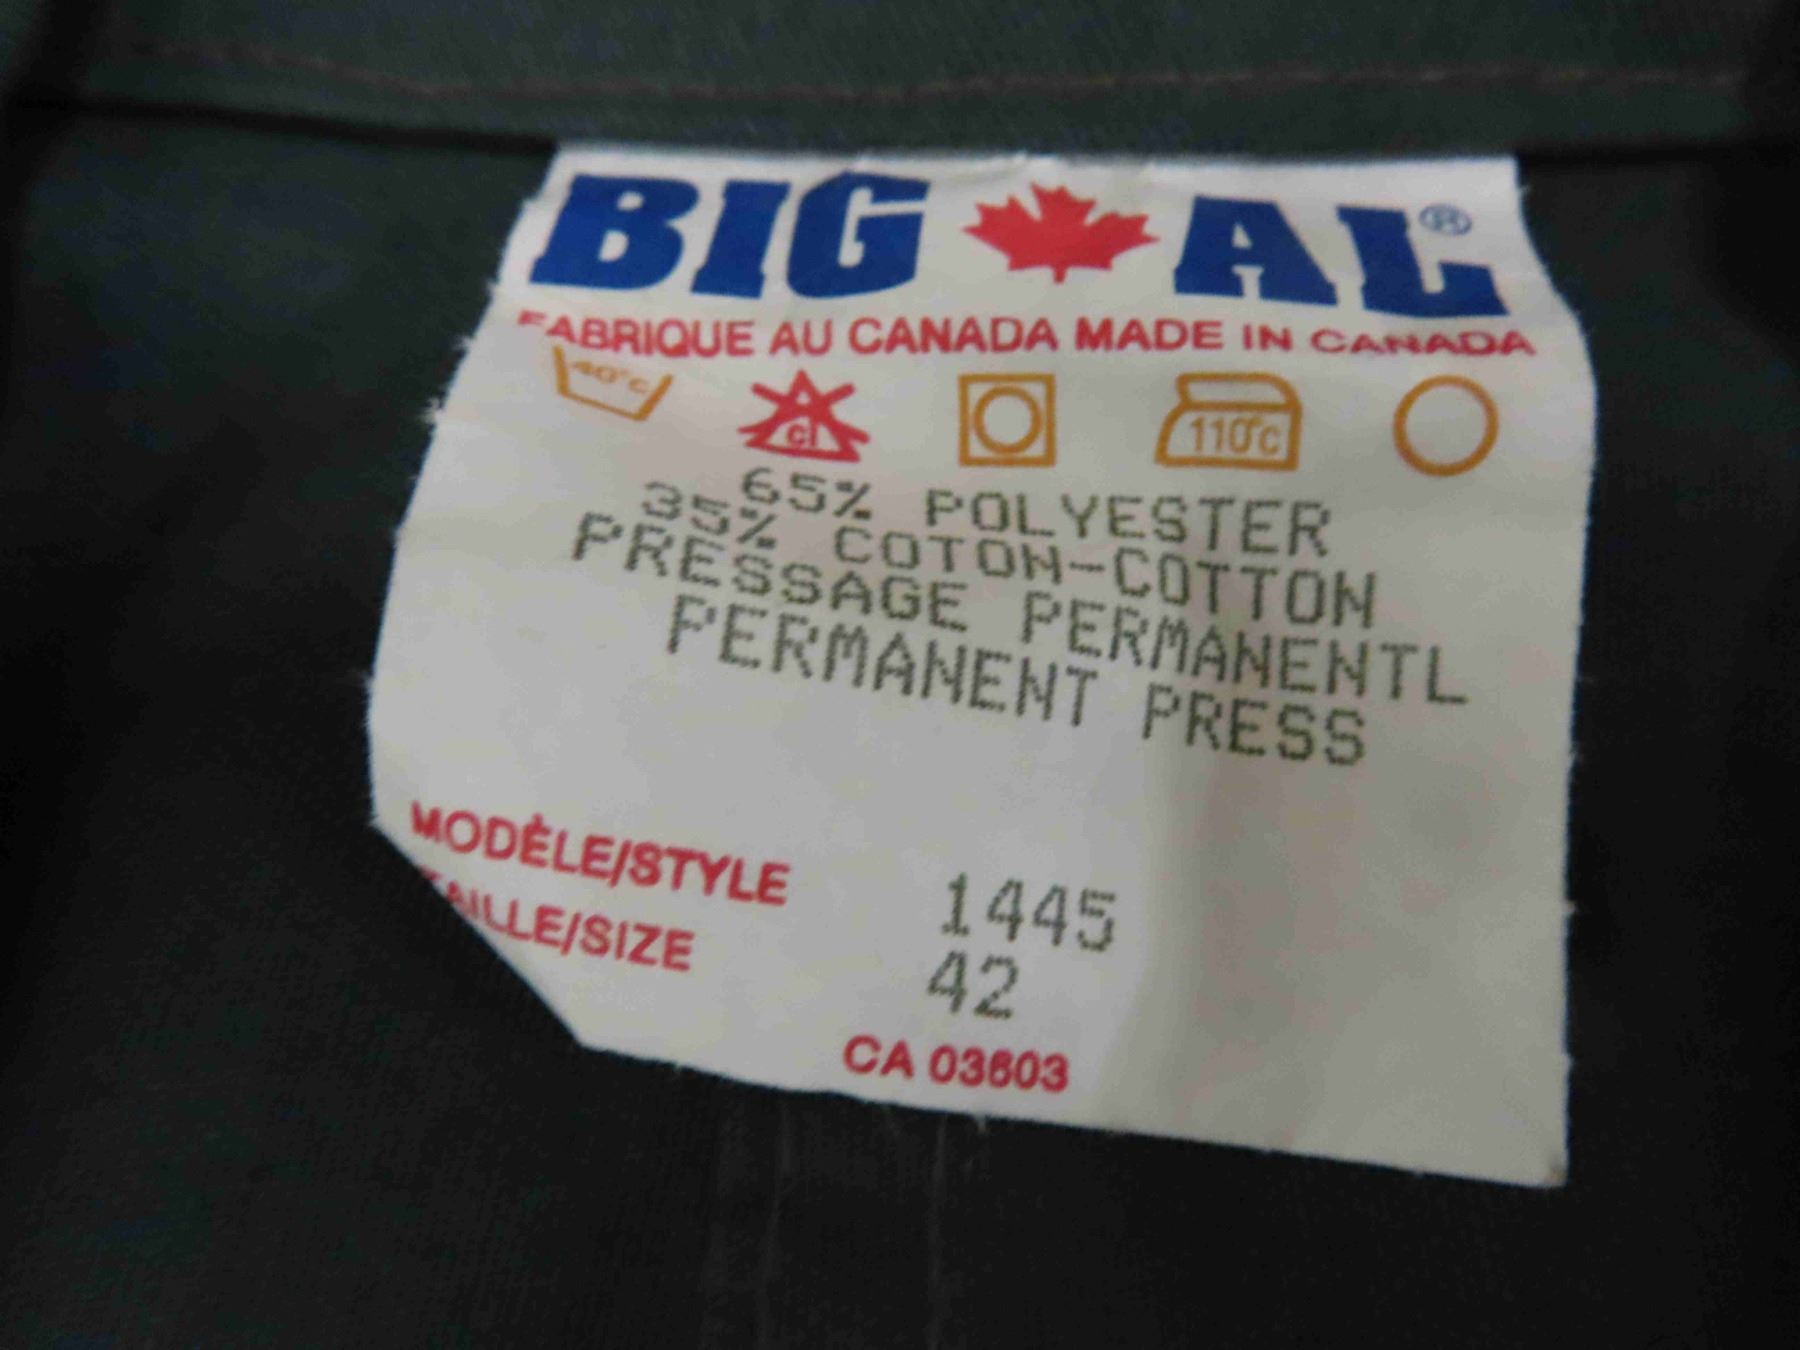 BIG AL®
FABRIQUE AU CANADA MADE IN CANADA
40°C cl 110°C
65% POLYESTER
35% COTON-COTTON
PRESSAGE PERMANENTL
PERMANENT PRESS
MODÈLE/STYLE 1445
TAILLE/SIZE 42
CA 03603